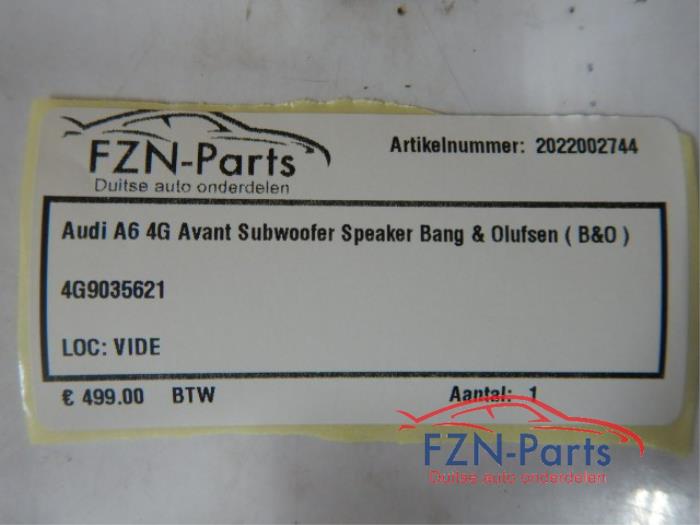 FZN-Parts
Duitse auto onderdelen
Artikelnummer: 2022002744
Audi A6 4G Avant Subwoofer Speaker Bang & Olufsen ( B&O )
4G9035621
LOC: VIDE
€ 499.00 BTW Aantal: 1
FZN-Parts
Duitse auto onderdelen